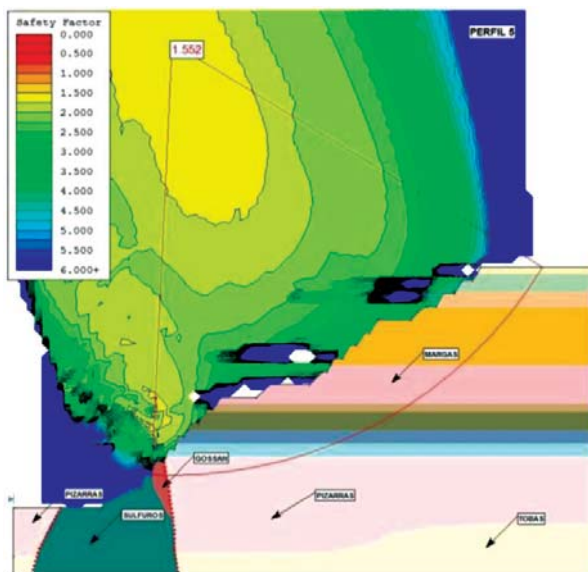 Safety Factor
0.000
0.500
1.000
1.500
2.000
2.500
3.000
3.500
4.000
4.500
5.000
5.500
6.000+
1.552
PERFIL 5
MARGAS
GOSSAN
PIZARRAS
PIZARRAS
SULFUROS
TOBAS